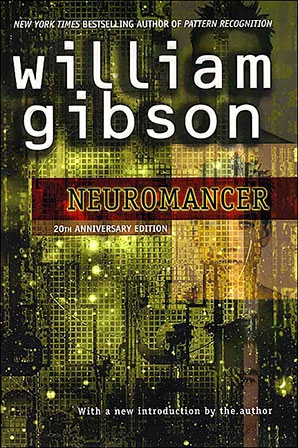 NEW YORK TIMES BESTSELLING AUTHOR OF PATTERN RECOGNITION
william
gibson
NEUROMANCER
20TH ANNIVERSARY EDITION
With a new introduction by the author